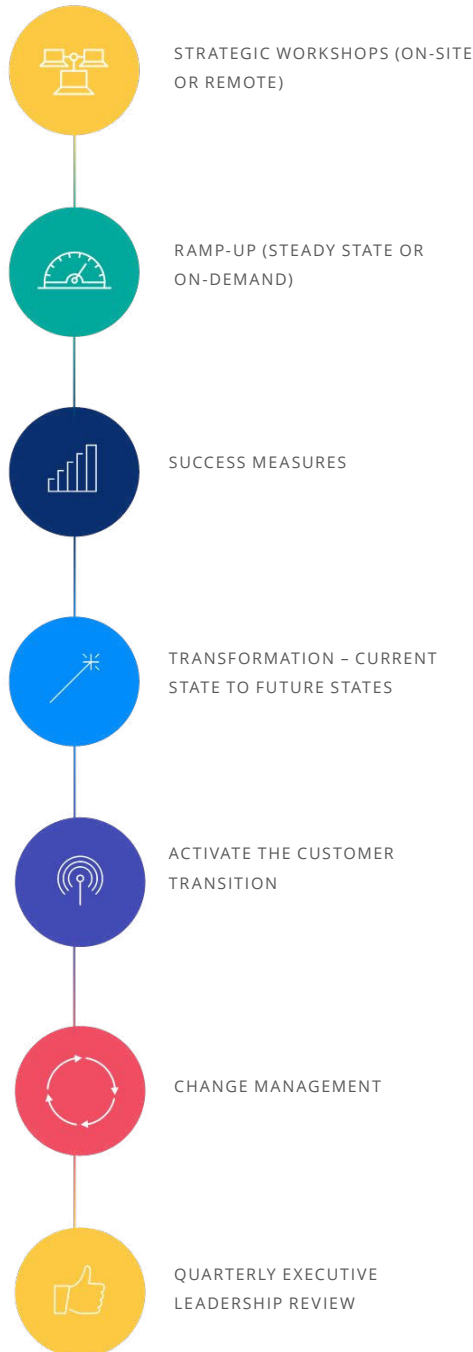 STRATEGIC WORKSHOPS (ON-SITE
OR REMOTE)
RAMP-UP (STEADY STATE OR
ON-DEMAND)
SUCCESS MEASURES
TRANSFORMATION – CURRENT
STATE TO FUTURE STATES
ACTIVATE THE CUSTOMER
TRANSITION
CHANGE MANAGEMENT
QUARTERLY EXECUTIVE
LEADERSHIP REVIEW